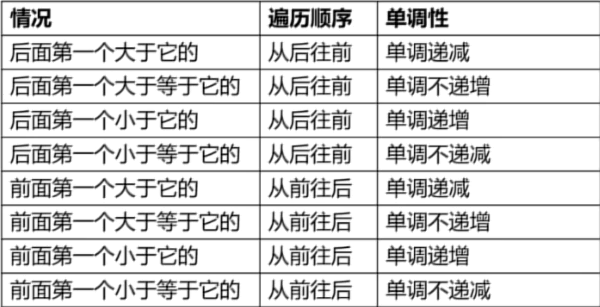 情况 遍历顺序 单调性
后面第一个大于它的 从后往前 单调递减
后面第一个大于等于它的 从后往前 单调不递增
后面第一个小于它的 从后往前 单调递增
后面第一个小于等于它的 从后往前 单调不递减
前面第一个大于它的 从前往后 单调递减
前面第一个大于等于它的 从前往后 单调不递增
前面第一个小于它的 从前往后 单调递增
前面第一个小于等于它的 从前往后 单调不递减